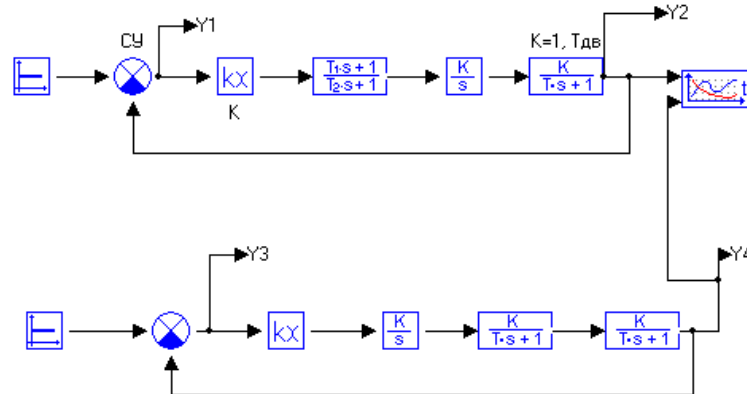 Y1
Y2
СУ
K=1, Tдв
kx
T₁·s+1
T₂·s+1
K
s
K
T·s+1
t
K
Y3
Y4
kx
K
s
K
T·s+1
K
T·s+1